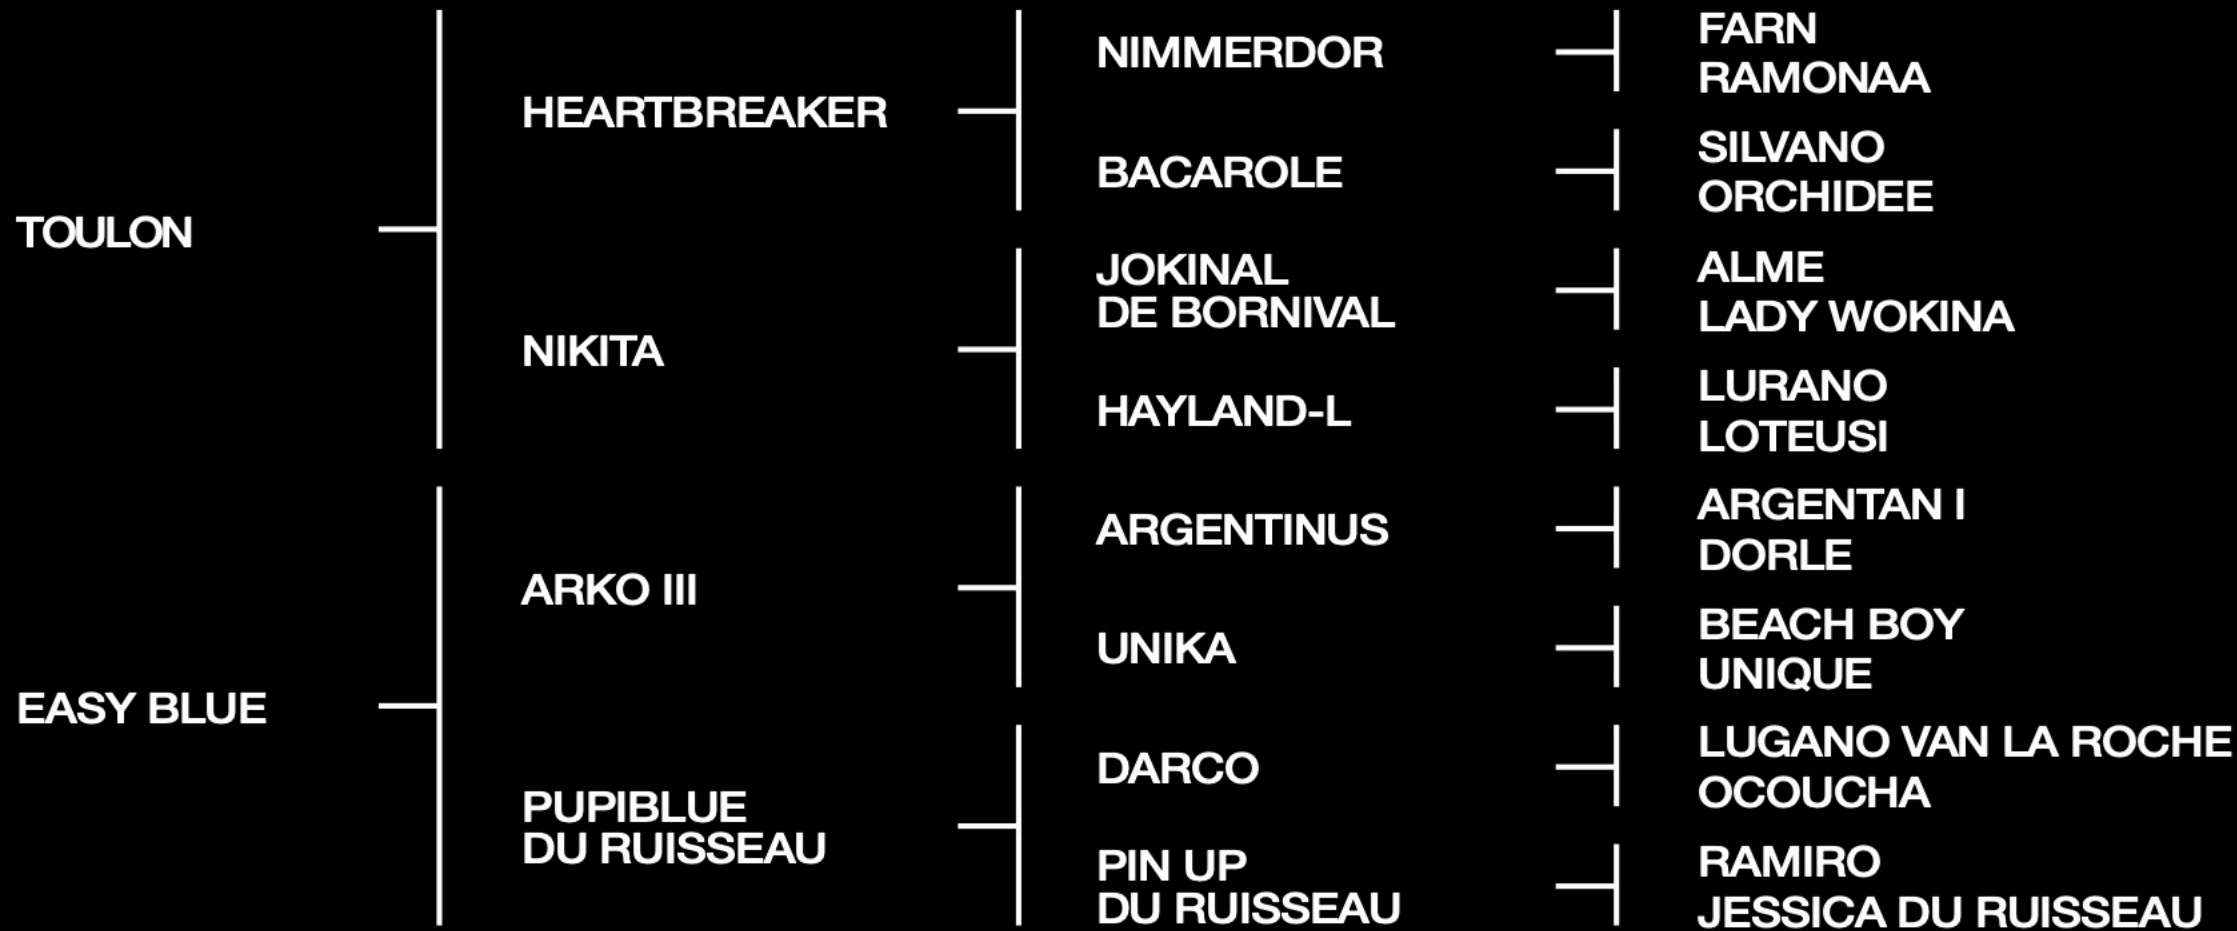 TOULON
HEARTBREAKER
NIMMERDOR
FARN
RAMONAA
BACAROLE
SILVANO
ORCHIDEE
NIKITA
JOKINAL
DE BORNIVAL
ALME
LADY WOKINA
HAYLAND-L
LURANO
LOTEUSI
EASY BLUE
ARKO III
ARGENTINUS
ARGENTAN I
DORLE
UNIKA
BEACH BOY
UNIQUE
PUPIBLUE
DU RUISSEAU
DARCO
LUGANO VAN LA ROCHE
OCOUCHA
PIN UP
DU RUISSEAU
RAMIRO
JESSICA DU RUISSEAU